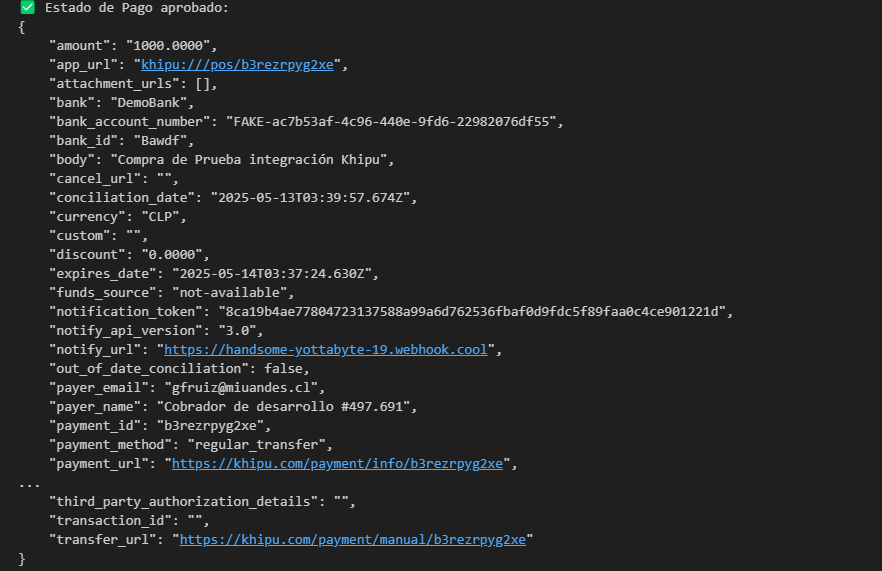 ✅ Estado de Pago aprobado:
{
    "amount": "1000.0000",
    "app_url": "khipu:///pos/b3rezrpyg2xe",
    "attachment_urls": [],
    "bank": "DemoBank",
    "bank_account_number": "FAKE-ac7b53af-4c96-440e-9fd6-22982076df55",
    "bank_id": "Bawdf",
    "body": "Compra de Prueba integración Khipu",
    "cancel_url": "",
    "conciliation_date": "2025-05-13T03:39:57.674Z",
    "currency": "CLP",
    "custom": "",
    "discount": "0.0000",
    "expires_date": "2025-05-14T03:37:24.630Z",
    "funds_source": "not-available",
    "notification_token": "8ca19b4ae77804723137588a99a6d762536fbaf0d9fdc5f89faa0c4ce901221d",
    "notify_api_version": "3.0",
    "notify_url": "https://handsome-yottabyte-19.webhook.cool",
    "out_of_date_conciliation": false,
    "payer_email": "gfruiz@miuandes.cl",
    "payer_name": "Cobrador de desarrollo #497.691",
    "payment_id": "b3rezrpyg2xe",
    "payment_method": "regular_transfer",
    "payment_url": "https://khipu.com/payment/info/b3rezrpyg2xe",
...
    "third_party_authorization_details": "",
    "transaction_id": "",
    "transfer_url": "https://khipu.com/payment/manual/b3rezrpyg2xe"
}